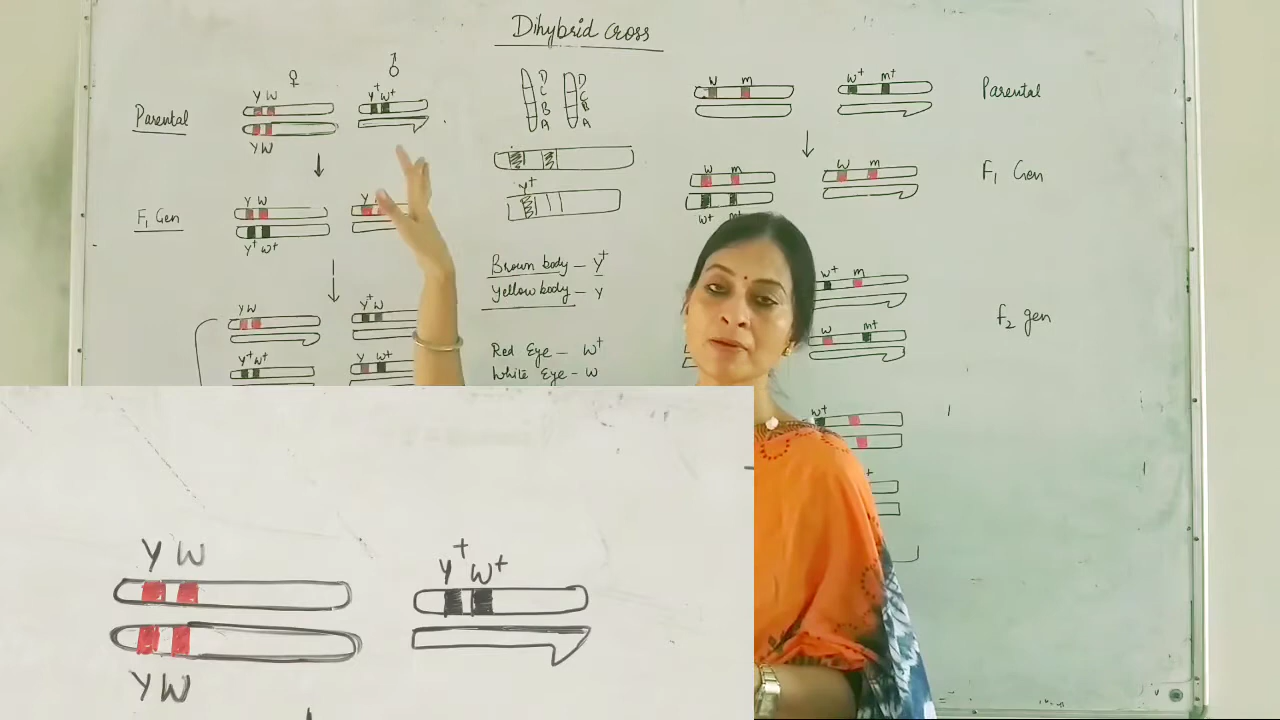 Dihybrid cross
♀ ♂
Parental
Y W
Y W
Y+ W+
F1 Gen
Y W
Y+ W+
Y
Y W
Y+ W
Y+ W+
Y W+
D D
C C
B B
A A
Y+
Brown body – Y+
Yellow body – Y
Red Eye – W+
White Eye – W
W m
W+ m+
Parental
W m
W+
W m
F1 Gen
W+ m
W m+
F2 gen
W+
Y W
Y W
Y+ W+